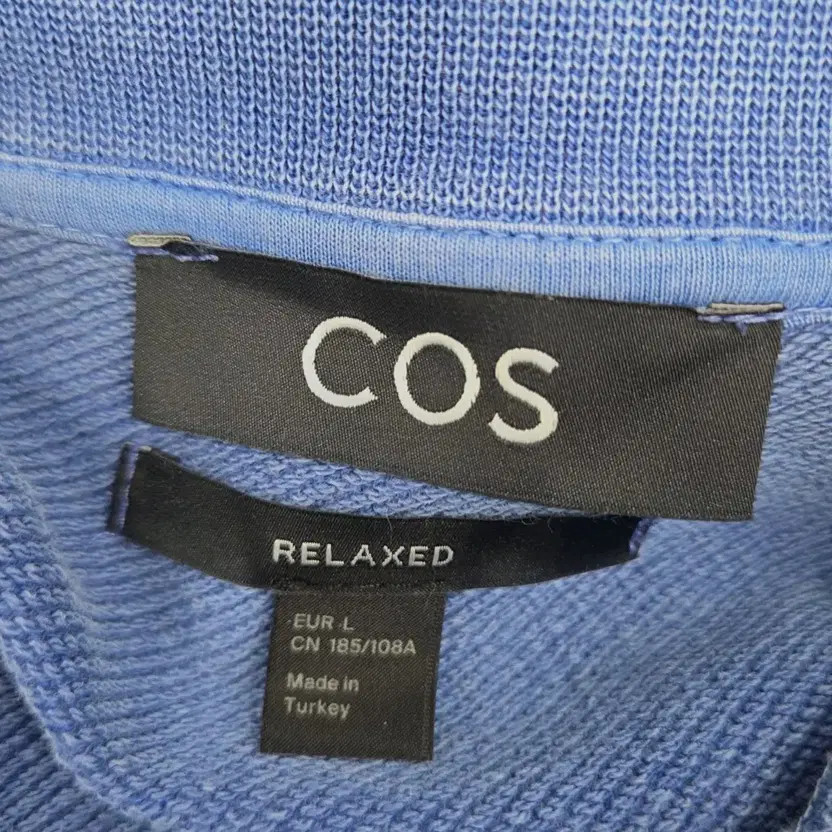 COS
RELAXED
EUR L
CN 185/108A
Made in
Turkey